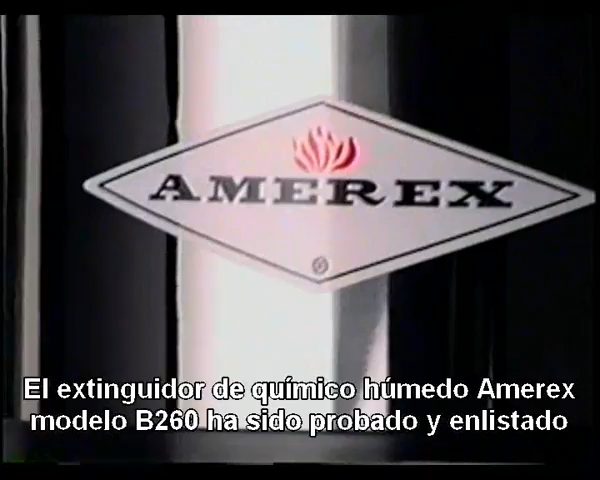 AMEREX
®
El extinguidor de químico húmedo Amerex
modelo B260 ha sido probado y enlistado